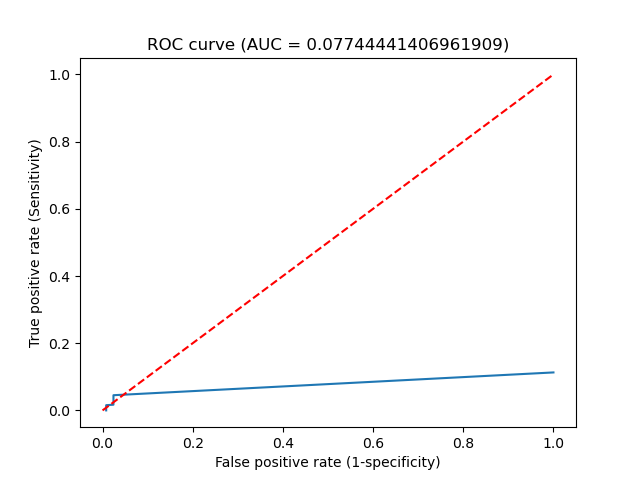 ROC curve (AUC = 0.07744441406961909)
True positive rate (Sensitivity)
1.0
0.8
0.6
0.4
0.2
0.0
0.0 0.2 0.4 0.6 0.8 1.0
False positive rate (1-specificity)